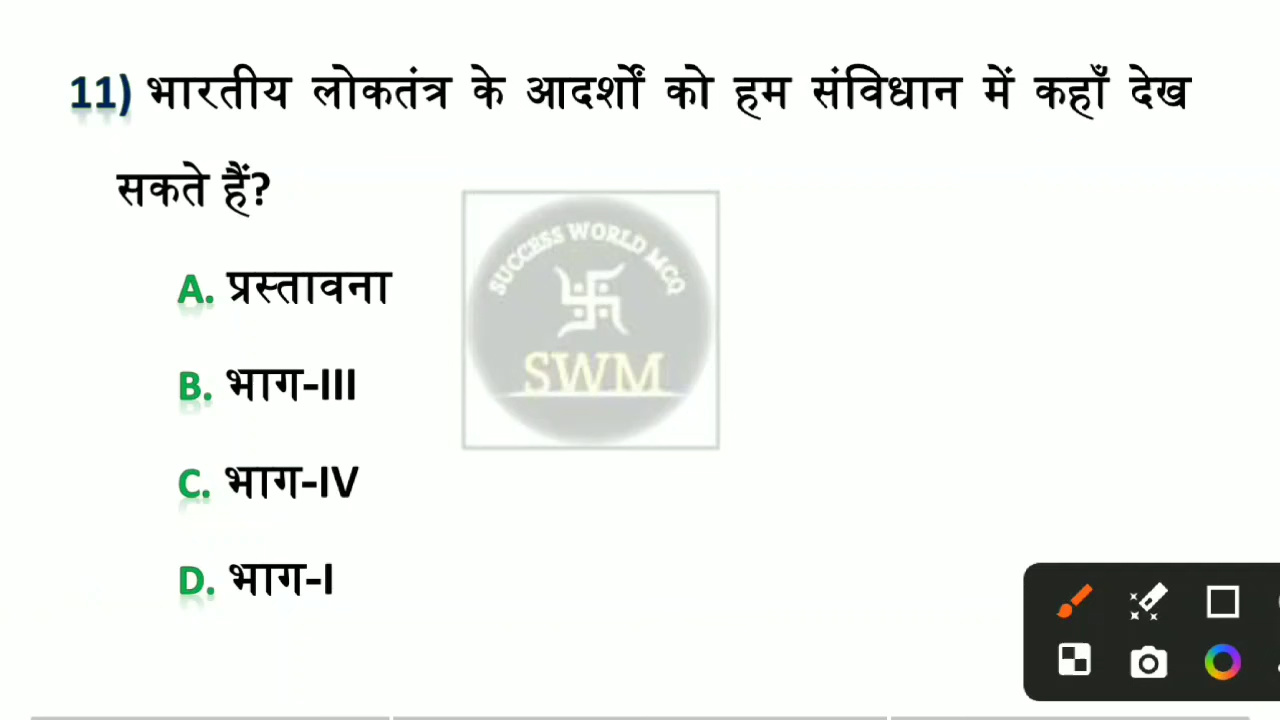 11) भारतीय लोकतंत्र के आदर्शों को हम संविधान में कहाँ देख
सकते हैं?
SUCCESS WORLD MCQ
SWM
A. प्रस्तावना
B. भाग-III
C. भाग-IV
D. भाग-I